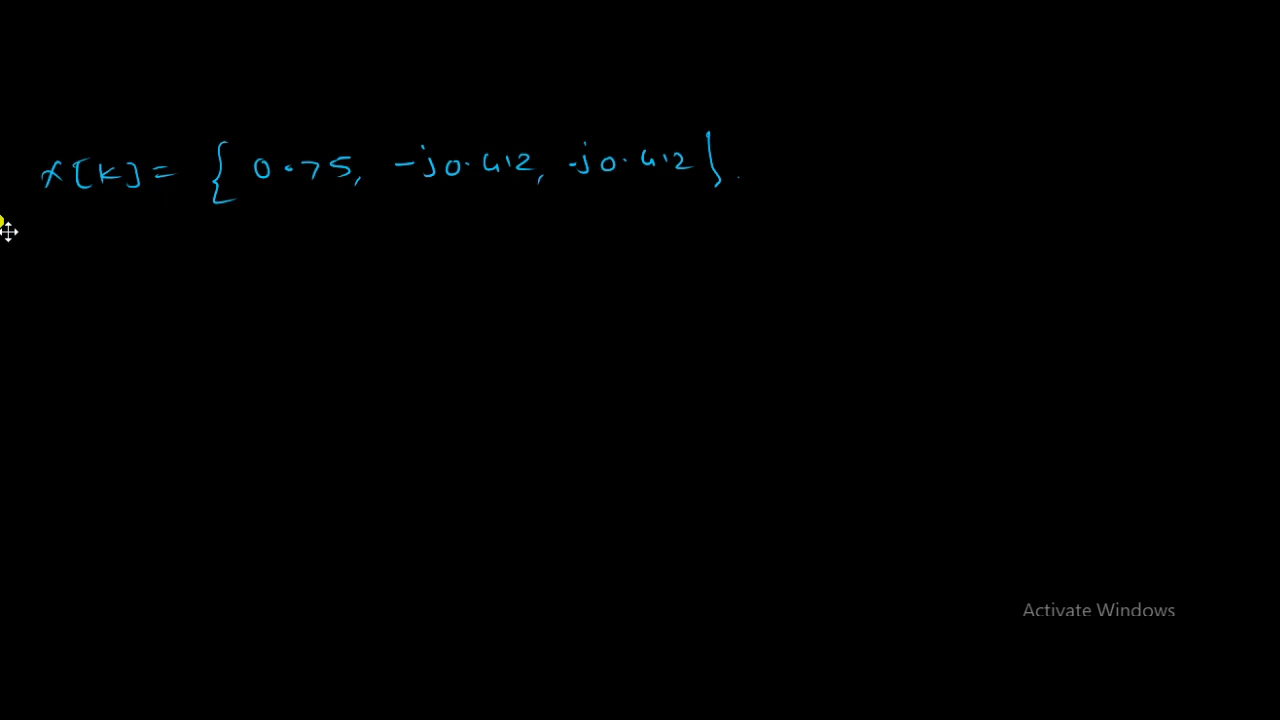 x[k] = { 0.75, -j0.412, -j0.412 }.
Activate Windows